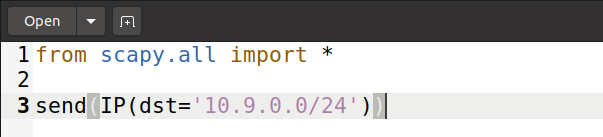 Open
1 from scapy.all import *
2
3 send(IP(dst='10.9.0.0/24'))